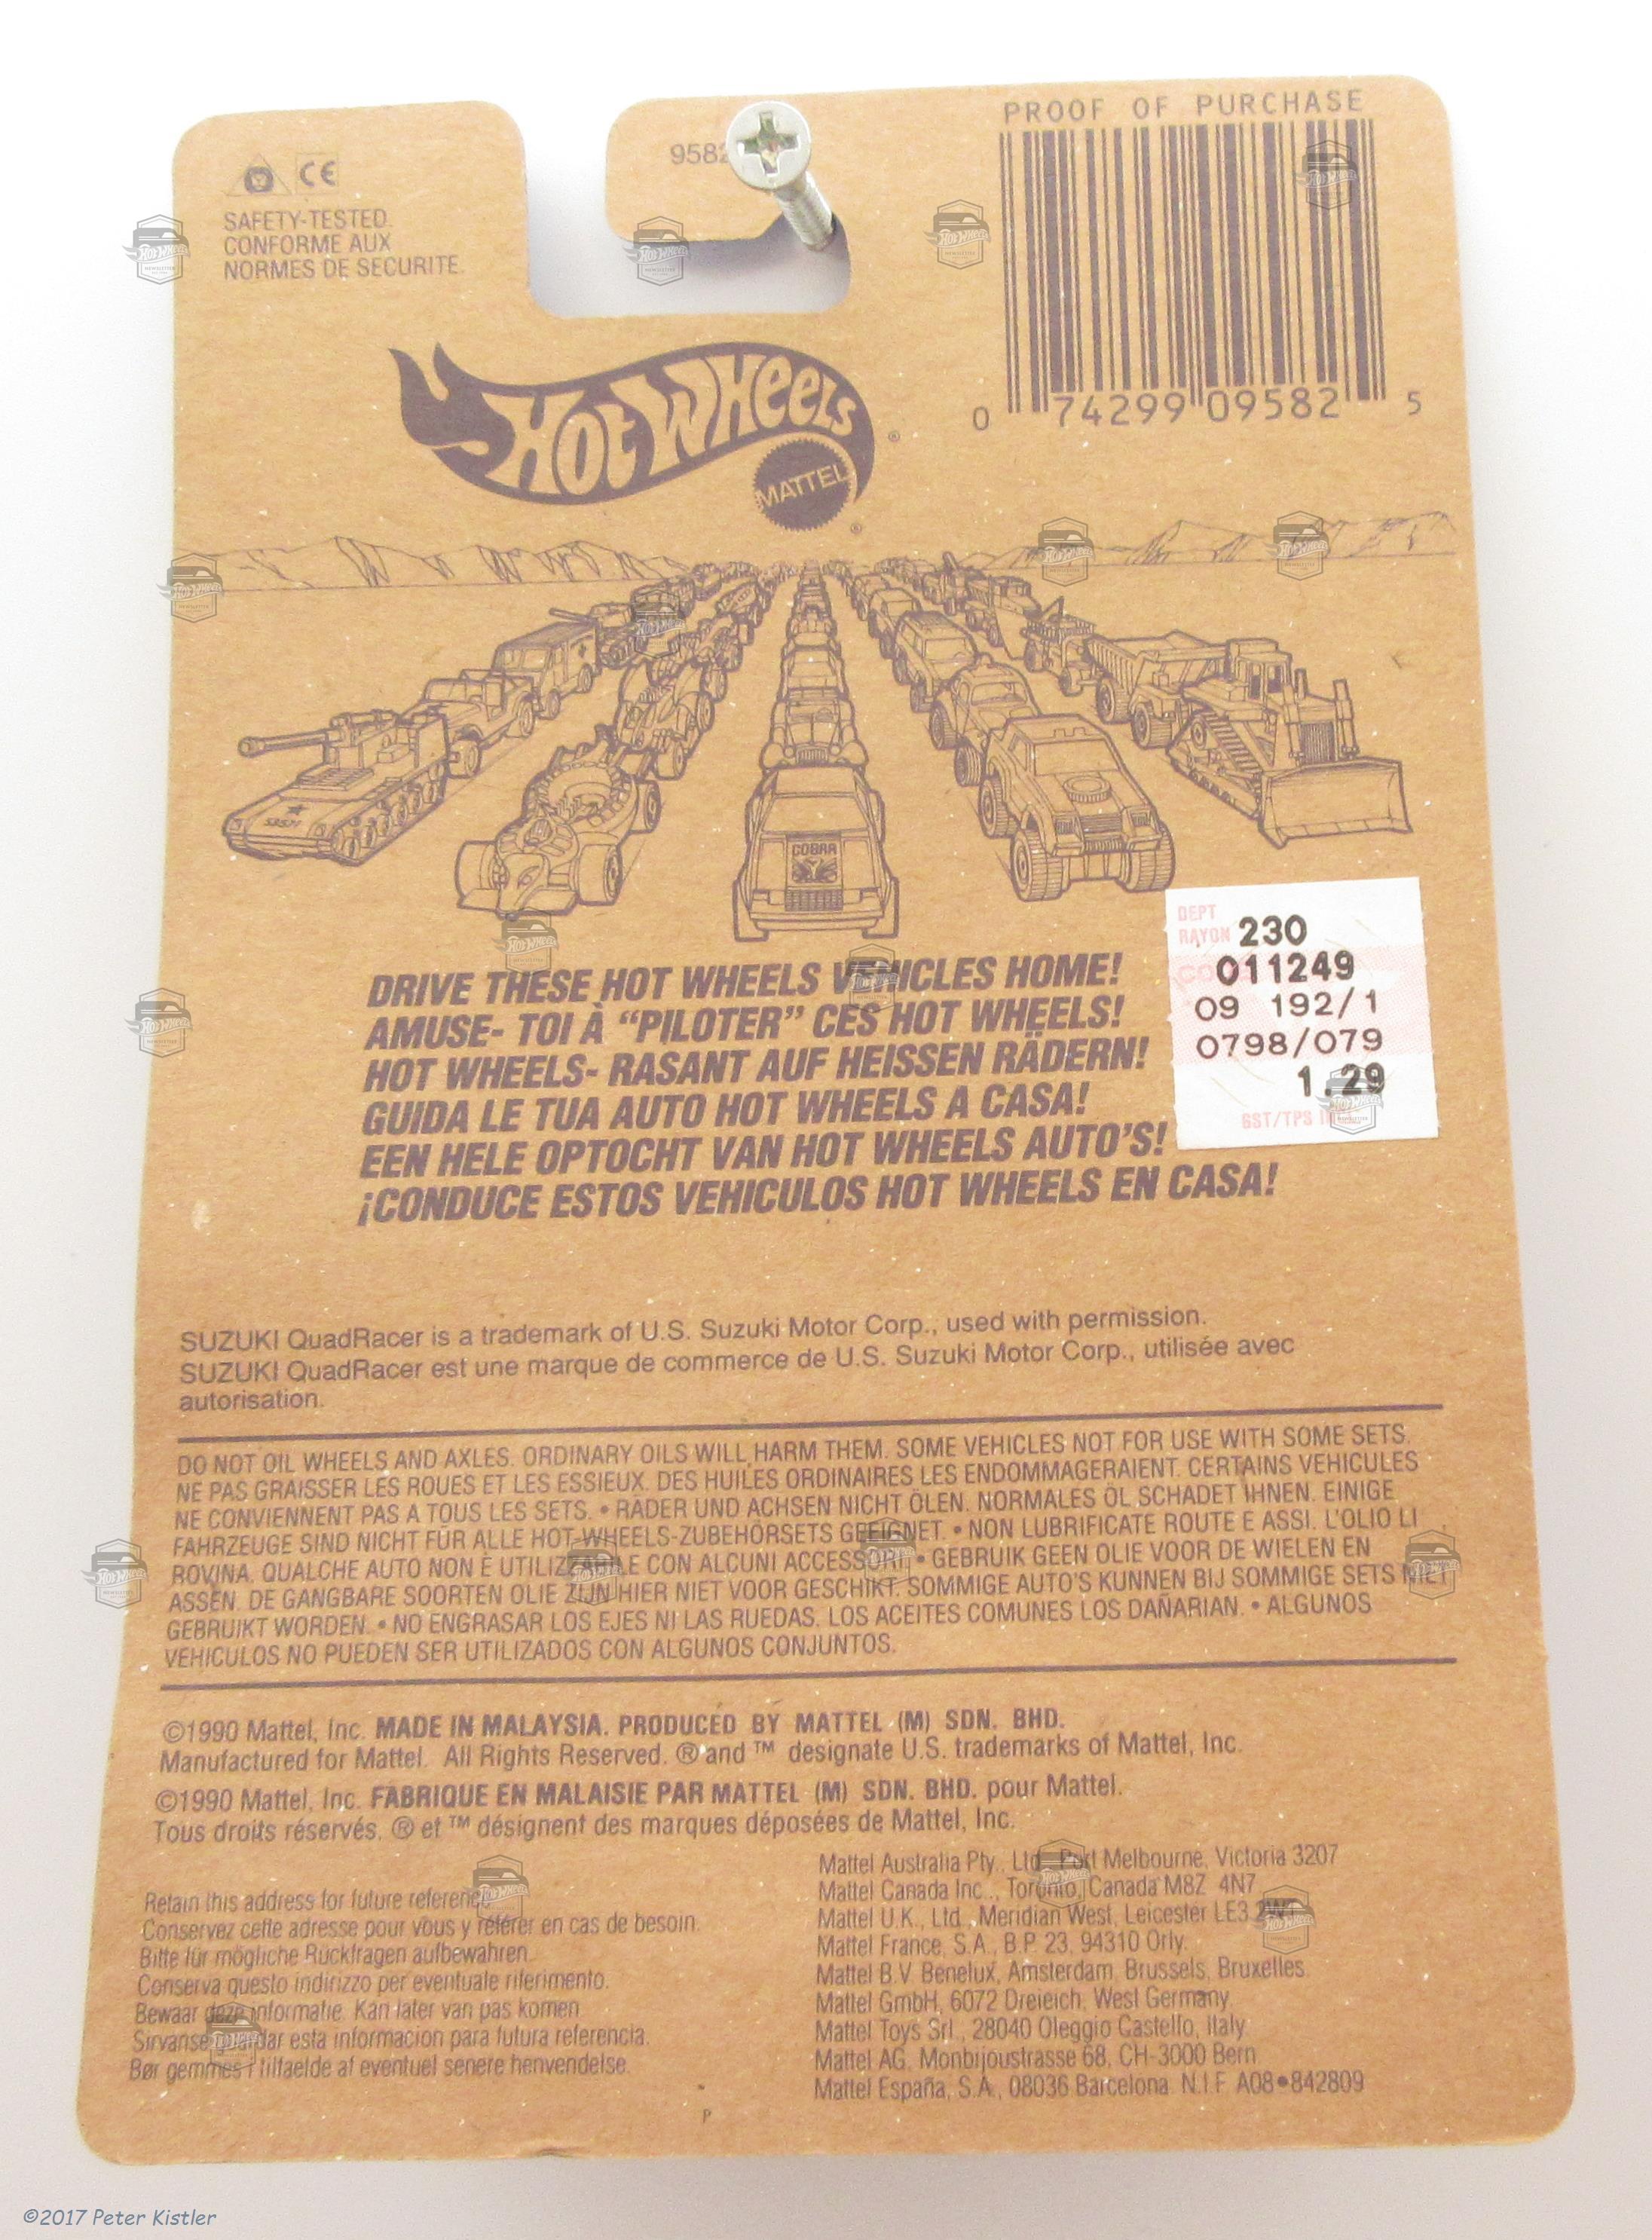 PROOF OF PURCHASE
9582
CE
SAFETY-TESTED.
CONFORME AUX
NORMES DE SECURITE.
0 74299 09582 5
HOT WHEELS
MATTEL
®
®
58571
COBRA
DEPT
RAYON 230
011249
09 192/1
0798/079
1.29
GST/TPS
DRIVE THESE HOT WHEELS VEHICLES HOME!
AMUSE- TOI À “PILOTER” CES HOT WHEELS!
HOT WHEELS- RASANT AUF HEISSEN RÄDERN!
GUIDA LE TUA AUTO HOT WHEELS A CASA!
EEN HELE OPTOCHT VAN HOT WHEELS AUTO'S!
¡CONDUCE ESTOS VEHICULOS HOT WHEELS EN CASA!
SUZUKI QuadRacer is a trademark of U.S. Suzuki Motor Corp., used with permission.
SUZUKI QuadRacer est une marque de commerce de U.S. Suzuki Motor Corp., utilisée avec
autorisation.
DO NOT OIL WHEELS AND AXLES. ORDINARY OILS WILL HARM THEM. SOME VEHICLES NOT FOR USE WITH SOME SETS.
NE PAS GRAISSER LES ROUES ET LES ESSIEUX. DES HUILES ORDINAIRES LES ENDOMMAGERAIENT. CERTAINS VEHICULES
NE CONVIENNENT PAS A TOUS LES SETS. • RÄDER UND ACHSEN NICHT ÖLEN. NORMALES ÖL SCHADET IHNEN. EINIGE
FAHRZEUGE SIND NICHT FÜR ALLE HOT-WHEELS-ZUBEHÖRSETS GEEIGNET. • NON LUBRIFICATE ROUTE E ASSI. L'OLIO LI
ROVINA. QUALCHE AUTO NON È UTILIZZABILE CON ALCUNI ACCESSORI. • GEBRUIK GEEN OLIE VOOR DE WIELEN EN
ASSEN. DE GANGBARE SOORTEN OLIE ZIJN HIER NIET VOOR GESCHIKT. SOMMIGE AUTO'S KUNNEN BIJ SOMMIGE SETS NIET
GEBRUIKT WORDEN. • NO ENGRASAR LOS EJES NI LAS RUEDAS. LOS ACEITES COMUNES LOS DAÑARIAN. • ALGUNOS
VEHICULOS NO PUEDEN SER UTILIZADOS CON ALGUNOS CONJUNTOS.
©1990 Mattel, Inc. MADE IN MALAYSIA. PRODUCED BY MATTEL (M) SDN. BHD.
Manufactured for Mattel. All Rights Reserved. ® and ™ designate U.S. trademarks of Mattel, Inc.
©1990 Mattel, Inc. FABRIQUE EN MALAISIE PAR MATTEL (M) SDN. BHD. pour Mattel.
Tous droits réservés. ® et ™ désignent des marques déposées de Mattel, Inc.
Retain this address for future reference.
Conservez cette adresse pour vous y référer en cas de besoin.
Bitte für mögliche Rückfragen aufbewahren.
Conserva questo indirizzo per eventuale riferimento.
Bewaar deze informatie. Kan later van pas komen
Sirvanse guardar esta informacion para futura referencia.
Bør gemmes i tilfaelde af eventuel senere henvendelse.
Mattel Australia Pty., Ltd., Port Melbourne, Victoria 3207
Mattel Canada Inc., Toronto, Canada M8Z 4N7
Mattel U.K., Ltd., Meridian West, Leicester LE3
Mattel France, S.A., B.P. 23, 94310 Orly.
Mattel B.V. Benelux, Amsterdam, Brussels, Bruxelles.
Mattel GmbH, 6072 Dreieich, West Germany
Mattel Toys Srl., 28040 Oleggio Castello, Italy
Mattel AG, Monbijoustrasse 68, CH-3000 Bern
Mattel España, S.A., 08036 Barcelona. N.I.F. A08•842809
P
©2017 Peter Kistler